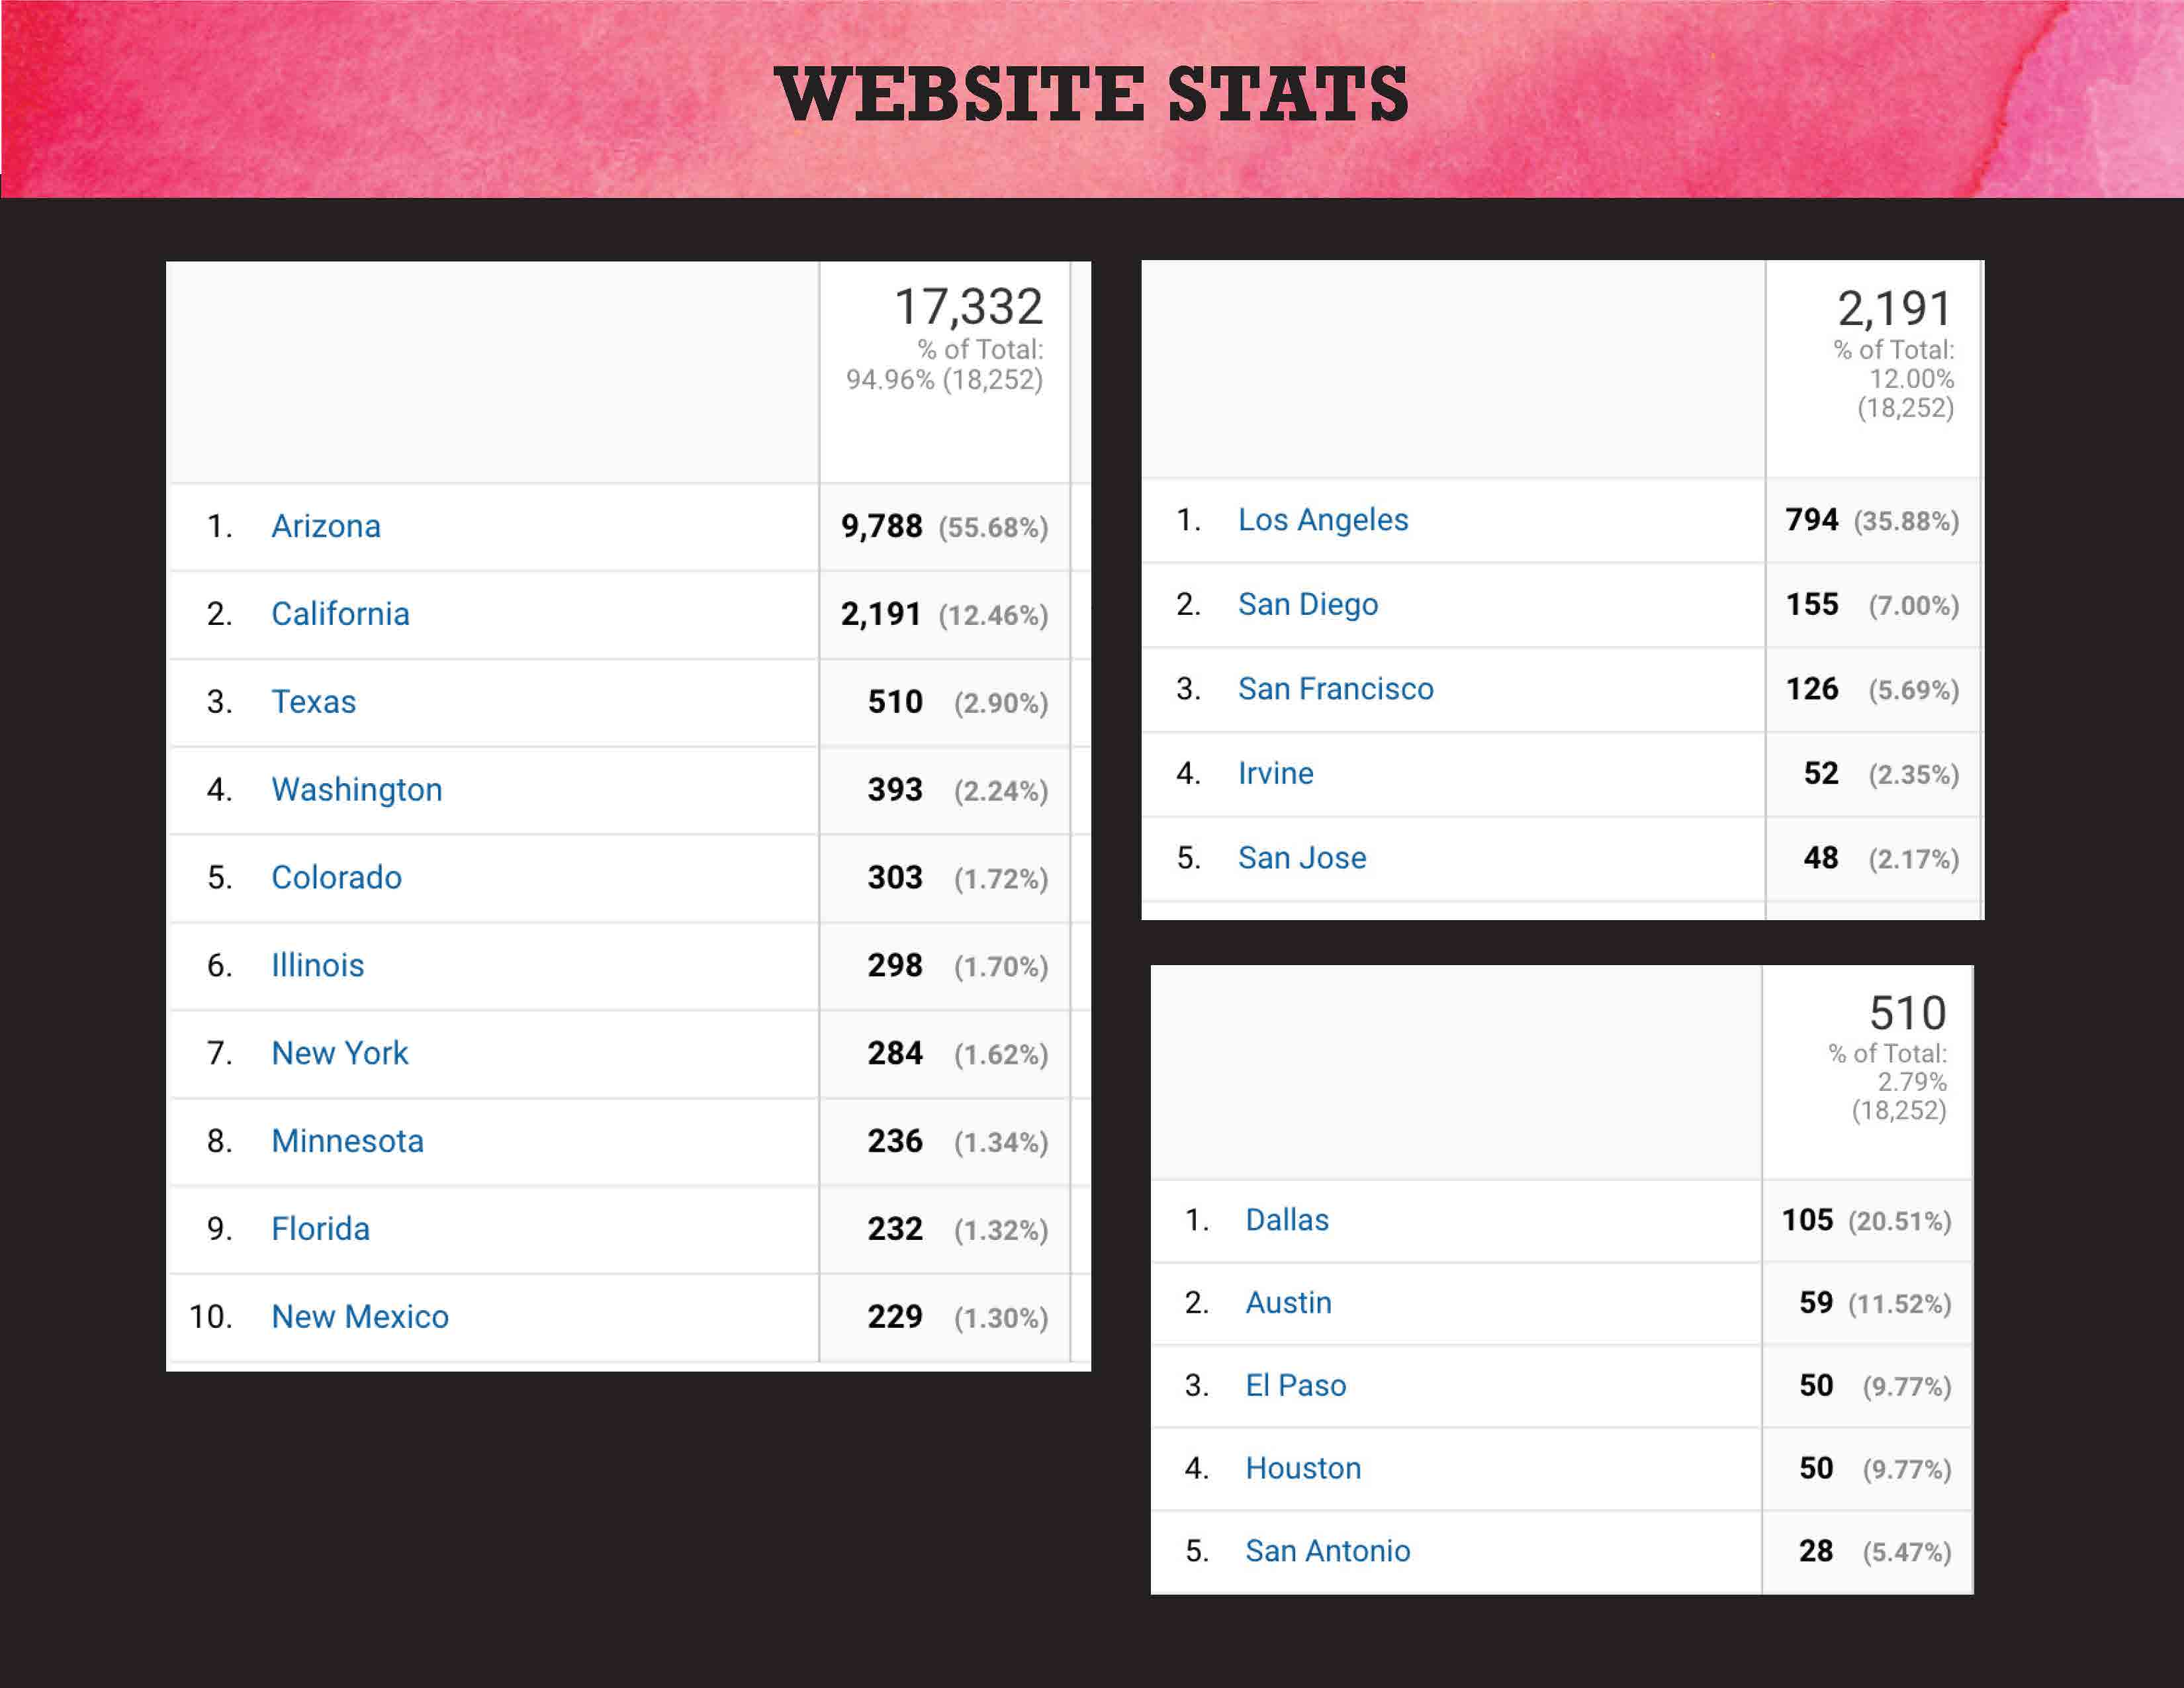 WEBSITE STATS
17,332
% of Total:
94.96% (18,252)
1. Arizona 9,788 (55.68%)
2. California 2,191 (12.46%)
3. Texas 510 (2.90%)
4. Washington 393 (2.24%)
5. Colorado 303 (1.72%)
6. Illinois 298 (1.70%)
7. New York 284 (1.62%)
8. Minnesota 236 (1.34%)
9. Florida 232 (1.32%)
10. New Mexico 229 (1.30%)
2,191
% of Total:
12.00%
(18,252)
1. Los Angeles 794 (35.88%)
2. San Diego 155 (7.00%)
3. San Francisco 126 (5.69%)
4. Irvine 52 (2.35%)
5. San Jose 48 (2.17%)
510
% of Total:
2.79%
(18,252)
1. Dallas 105 (20.51%)
2. Austin 59 (11.52%)
3. El Paso 50 (9.77%)
4. Houston 50 (9.77%)
5. San Antonio 28 (5.47%)